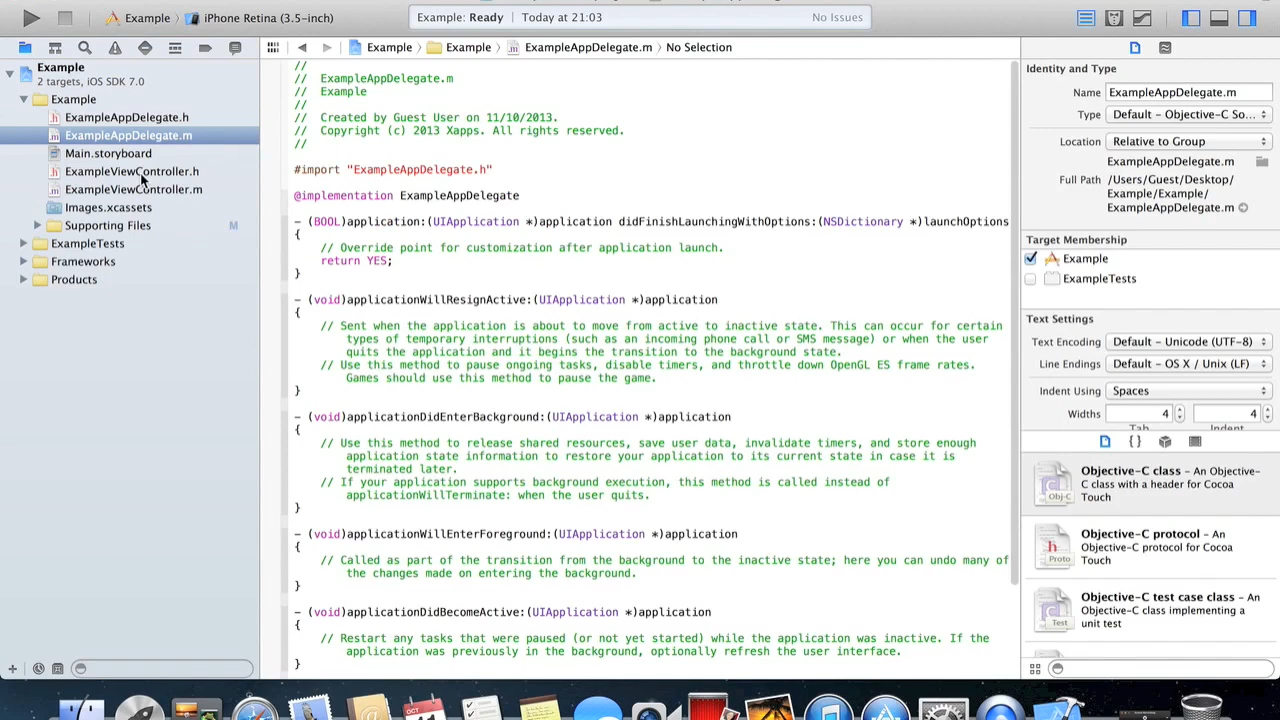 Example 〉 iPhone Retina (3.5-inch)
Example: Ready | Today at 21:03 No Issues
Example 〉 Example 〉 ExampleAppDelegate.m 〉 No Selection
Example
2 targets, iOS SDK 7.0
Example
ExampleAppDelegate.h
ExampleAppDelegate.m
Main.storyboard
ExampleViewController.h
ExampleViewController.m
Images.xcassets
Supporting Files M
ExampleTests
Frameworks
Products
//
// ExampleAppDelegate.m
// Example
//
// Created by Guest User on 11/10/2013.
// Copyright (c) 2013 Xapps. All rights reserved.
//
#import "ExampleAppDelegate.h"
@implementation ExampleAppDelegate
- (BOOL)application:(UIApplication *)application didFinishLaunchingWithOptions:(NSDictionary *)launchOptions
{
// Override point for customization after application launch.
return YES;
}
- (void)applicationWillResignActive:(UIApplication *)application
{
// Sent when the application is about to move from active to inactive state. This can occur for certain
types of temporary interruptions (such as an incoming phone call or SMS message) or when the user
quits the application and it begins the transition to the background state.
// Use this method to pause ongoing tasks, disable timers, and throttle down OpenGL ES frame rates.
Games should use this method to pause the game.
}
- (void)applicationDidEnterBackground:(UIApplication *)application
{
// Use this method to release shared resources, save user data, invalidate timers, and store enough
application state information to restore your application to its current state in case it is
terminated later.
// If your application supports background execution, this method is called instead of
applicationWillTerminate: when the user quits.
}
- (void)applicationWillEnterForeground:(UIApplication *)application
{
// Called as part of the transition from the background to the inactive state; here you can undo many of
the changes made on entering the background.
}
- (void)applicationDidBecomeActive:(UIApplication *)application
{
// Restart any tasks that were paused (or not yet started) while the application was inactive. If the
application was previously in the background, optionally refresh the user interface.
}
Identity and Type
Name ExampleAppDelegate.m
Type Default - Objective-C So...
Location Relative to Group
ExampleAppDelegate.m
Full Path /Users/Guest/Desktop/
Example/Example/
ExampleAppDelegate.m
Target Membership
Example
ExampleTests
Text Settings
Text Encoding Default - Unicode (UTF-8)
Line Endings Default - OS X / Unix (LF)
Indent Using Spaces
Widths 4 4
Tab Indent
Objective-C class - An Objective-
C class with a header for Cocoa
Touch
Obj-C
Objective-C protocol - An
Objective-C protocol for Cocoa
Touch
Proto
Objective-C test case class - An
Objective-C class implementing a
unit test
Test
OCT